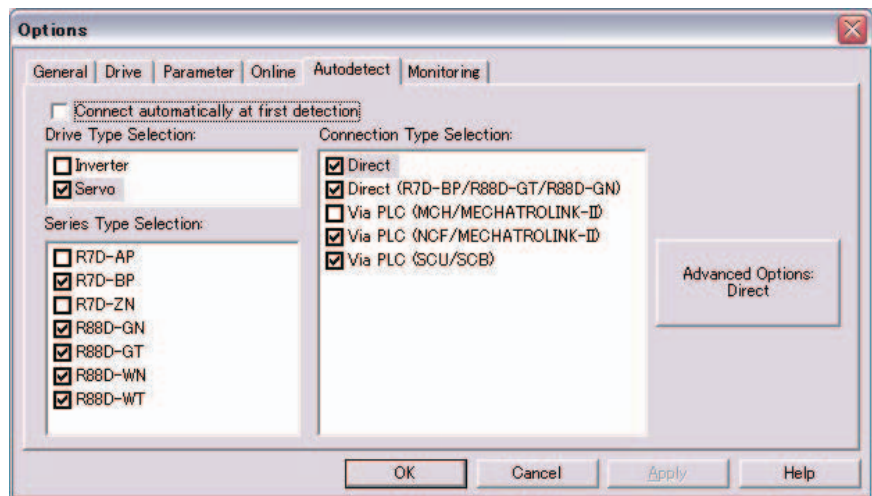 Options
General Drive Parameter Online Autodetect Monitoring
Connect automatically at first detection
Drive Type Selection:
Inverter
Servo
Series Type Selection:
R7D-AP
R7D-BP
R7D-ZN
R88D-GN
R88D-GT
R88D-WN
R88D-WT
Connection Type Selection:
Direct
Direct (R7D-BP/R88D-GT/R88D-GN)
Via PLC (MCH/MECHATROLINK-II)
Via PLC (NCF/MECHATROLINK-II)
Via PLC (SCU/SCB)
Advanced Options:
Direct
OK Cancel Apply Help